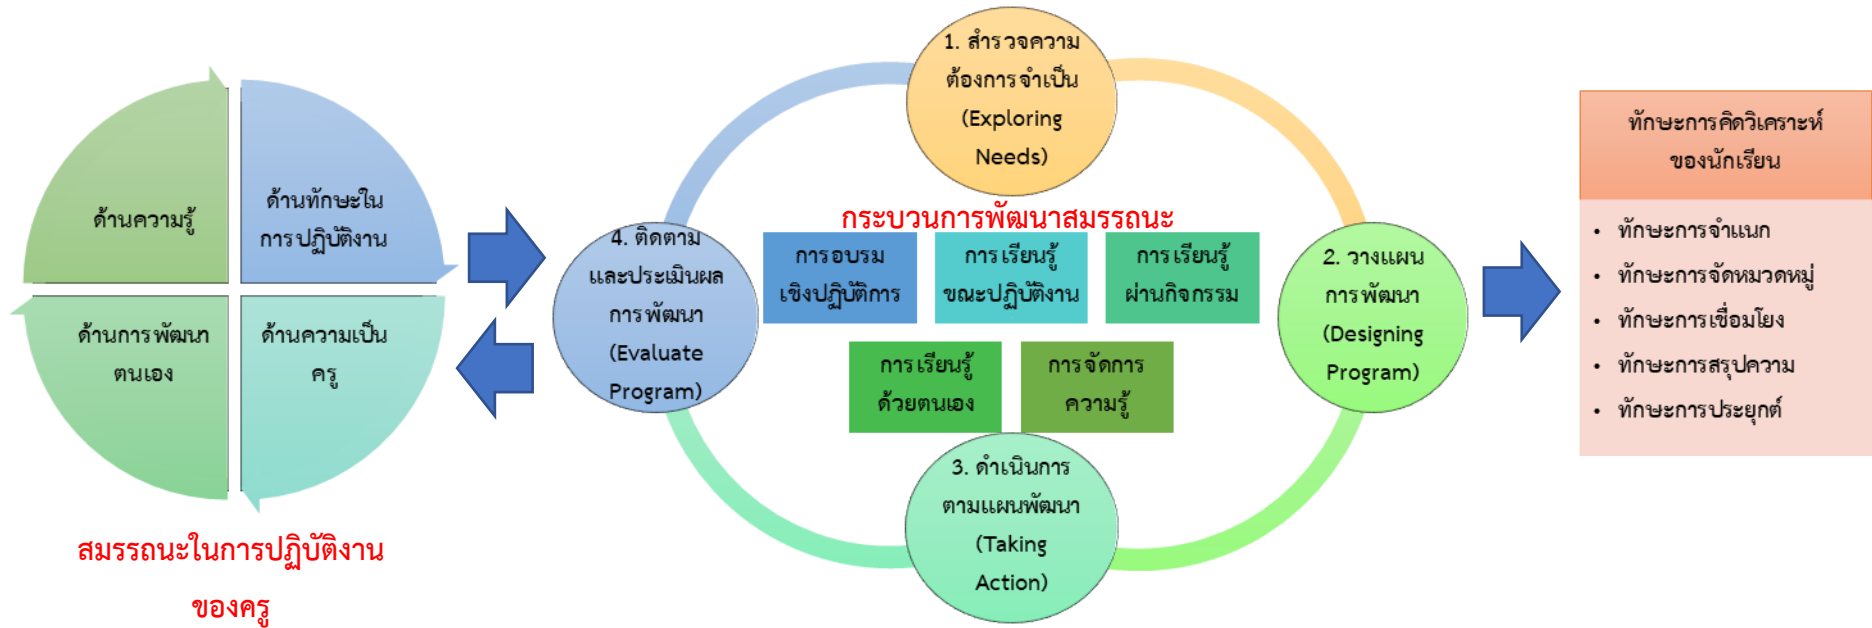 ด้านความรู้
ด้านทักษะใน
การปฏิบัติงาน
ด้านการพัฒนา
ตนเอง
ด้านความเป็น
ครู
สมรรถนะในการปฏิบัติงาน
ของครู
1. สำรวจความ
ต้องการจำเป็น
(Exploring
Needs)
กระบวนการพัฒนาสมรรถนะ
4. ติดตาม
และประเมินผล
การพัฒนา
(Evaluate
Program)
การอบรม
เชิงปฏิบัติการ
การเรียนรู้
ขณะปฏิบัติงาน
การเรียนรู้
ผ่านกิจกรรม
การเรียนรู้
ด้วยตนเอง
การจัดการ
ความรู้
2. วางแผน
การพัฒนา
(Designing
Program)
3. ดำเนินการ
ตามแผนพัฒนา
(Taking
Action)
ทักษะการคิดวิเคราะห์
ของนักเรียน
• ทักษะการจำแนก
• ทักษะการจัดหมวดหมู่
• ทักษะการเชื่อมโยง
• ทักษะการสรุปความ
• ทักษะการประยุกต์